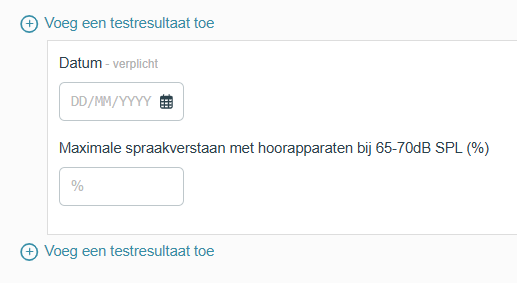 Voeg een testresultaat toe
Datum - verplicht
DD/MM/YYYY
Maximale spraakverstaan met hoorapparaten bij 65-70dB SPL (%)
%
Voeg een testresultaat toe